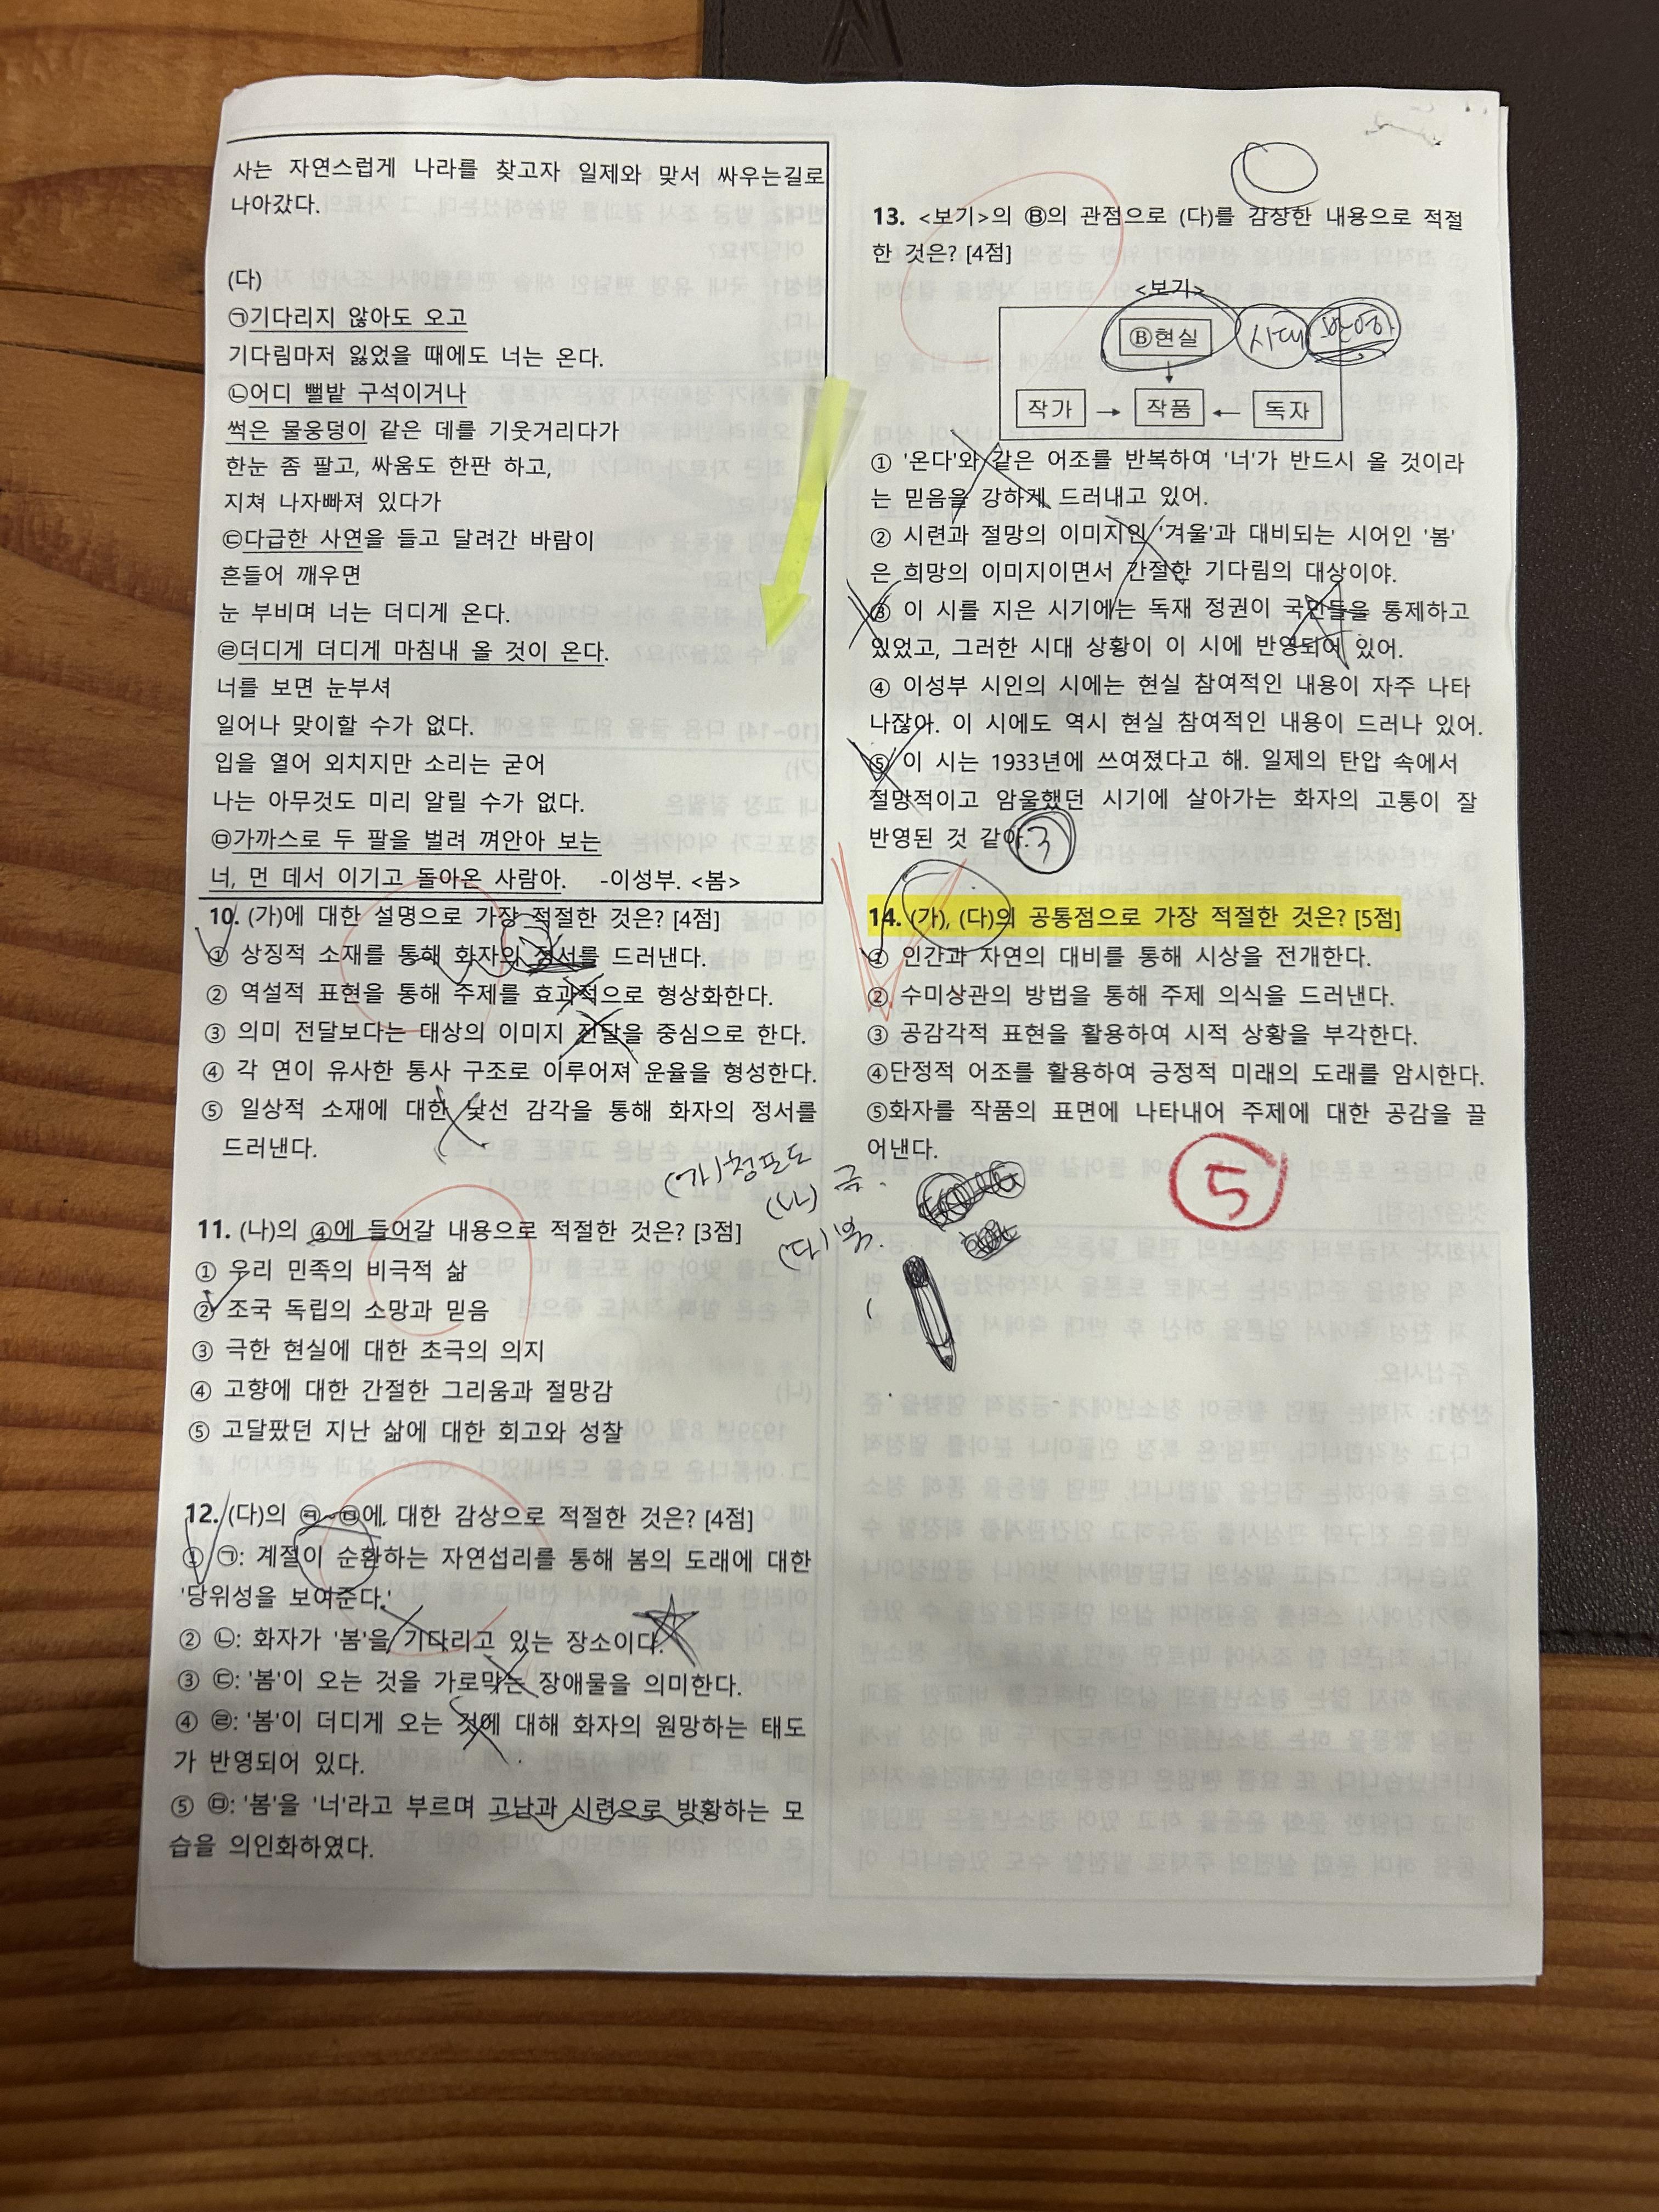 사는 자연스럽게 나라를 찾고자 일제와 맞서 싸우는길로
나아갔다.
(다)
㉠기다리지 않아도 오고
기다림마저 잃었을 때에도 너는 온다.
㉡어디 뻘밭 구석이거나
썩은 물웅덩이 같은 데를 기웃거리다가
한눈 좀 팔고, 싸움도 한판 하고,
지쳐 나자빠져 있다가
㉢다급한 사연을 들고 달려간 바람이
흔들어 깨우면
눈 부비며 너는 더디게 온다.
㉣더디게 더디게 마침내 올 것이 온다.
너를 보면 눈부셔
일어나 맞이할 수가 없다.
입을 열어 외치지만 소리는 굳어
나는 아무것도 미리 알릴 수가 없다.
㉤가까스로 두 팔을 벌려 껴안아 보는
너, 먼 데서 이기고 돌아온 사람아. -이성부. <봄>
10. (가)에 대한 설명으로 가장 적절한 것은? [4점]
① 상징적 소재를 통해 화자의 정서를 드러낸다.
② 역설적 표현을 통해 주제를 효과적으로 형상화한다.
③ 의미 전달보다는 대상의 이미지 전달을 중심으로 한다.
④ 각 연이 유사한 통사 구조로 이루어져 운율을 형성한다.
⑤ 일상적 소재에 대한 낯선 감각을 통해 화자의 정서를
드러낸다.
(가) 청포도
(나) 글.
(다) 봄.
11. (나)의 ㉮에 들어갈 내용으로 적절한 것은? [3점]
① 우리 민족의 비극적 삶
② 조국 독립의 소망과 믿음
③ 극한 현실에 대한 초극의 의지
④ 고향에 대한 간절한 그리움과 절망감
⑤ 고달팠던 지난 삶에 대한 회고와 성찰
12. (다)의 ㉠~㉤에 대한 감상으로 적절한 것은? [4점]
① ㉠: 계절이 순환하는 자연섭리를 통해 봄의 도래에 대한
'당위성을 보여준다.'
② ㉡: 화자가 '봄'을 기다리고 있는 장소이다.
③ ㉢: '봄'이 오는 것을 가로막는 장애물을 의미한다.
④ ㉣: '봄'이 더디게 오는 것에 대해 화자의 원망하는 태도
가 반영되어 있다.
⑤ ㉤: '봄'을 '너'라고 부르며 고난과 시련으로 방황하는 모
습을 의인화하였다.
13. <보기>의 Ⓑ의 관점으로 (다)를 감상한 내용으로 적절
한 것은? [4점]
<보기>
Ⓑ현실 시대 반영
작가 → 작품 ← 독자
① '온다'와 같은 어조를 반복하여 '너'가 반드시 올 것이라
는 믿음을 강하게 드러내고 있어.
② 시련과 절망의 이미지인 '겨울'과 대비되는 시어인 '봄'
은 희망의 이미지이면서 간절한 기다림의 대상이야.
③ 이 시를 지은 시기에는 독재 정권이 국민들을 통제하고
있었고, 그러한 시대 상황이 이 시에 반영되어 있어.
④ 이성부 시인의 시에는 현실 참여적인 내용이 자주 나타
나잖아. 이 시에도 역시 현실 참여적인 내용이 드러나 있어.
⑤ 이 시는 1933년에 쓰여졌다고 해. 일제의 탄압 속에서
절망적이고 암울했던 시기에 살아가는 화자의 고통이 잘
반영된 것 같아. 3
14. (가), (다)의 공통점으로 가장 적절한 것은? [5점]
① 인간과 자연의 대비를 통해 시상을 전개한다.
② 수미상관의 방법을 통해 주제 의식을 드러낸다.
③ 공감각적 표현을 활용하여 시적 상황을 부각한다.
④단정적 어조를 활용하여 긍정적 미래의 도래를 암시한다.
⑤화자를 작품의 표면에 나타내어 주제에 대한 공감을 끌
어낸다.
5